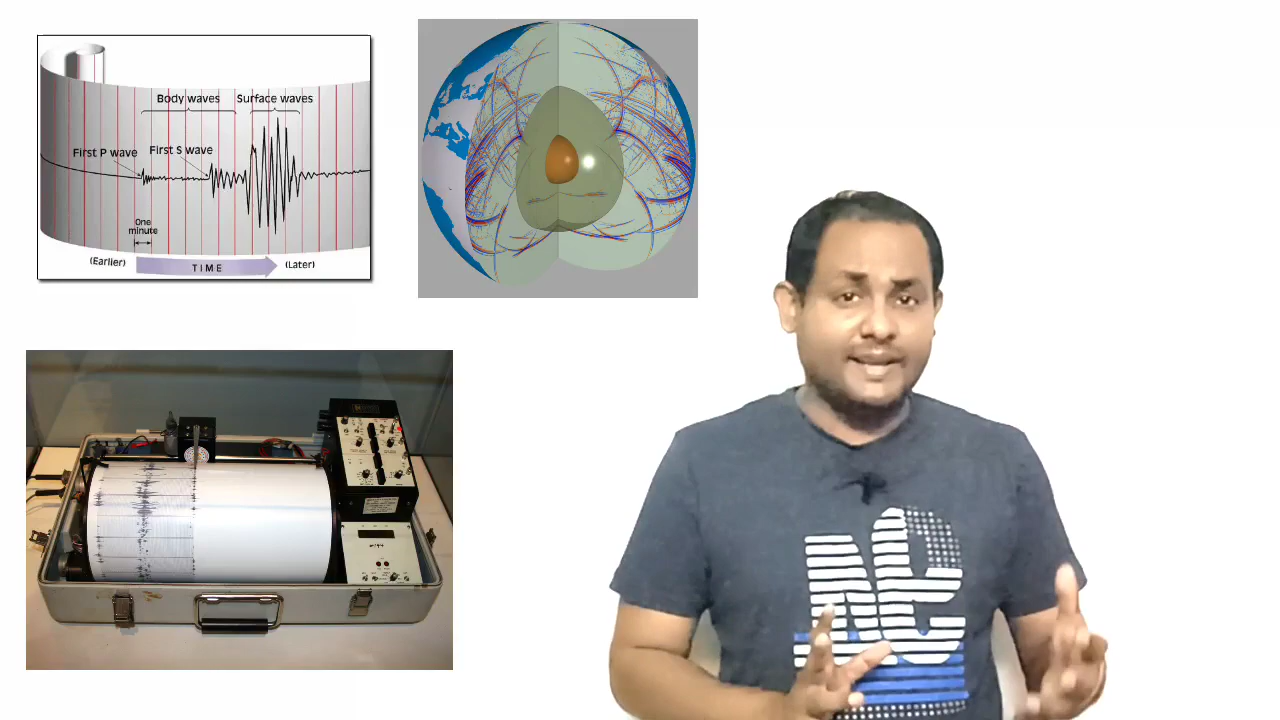 Body waves
Surface waves
First P wave
First S wave
One
minute
(Earlier)
TIME
(Later)